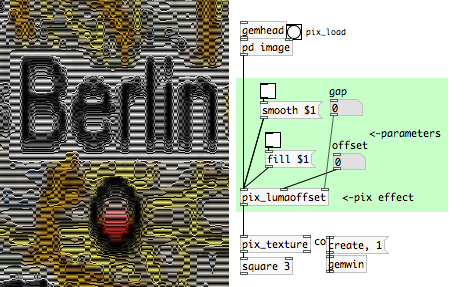 Berlin
gemhead
pix_load
pd image
gap
smooth $1
0
<-parameters
offset
fill $1
0
pix_lumaoffset
<-pix effect
pix_texture
co
create, 1
square 3
gemwin